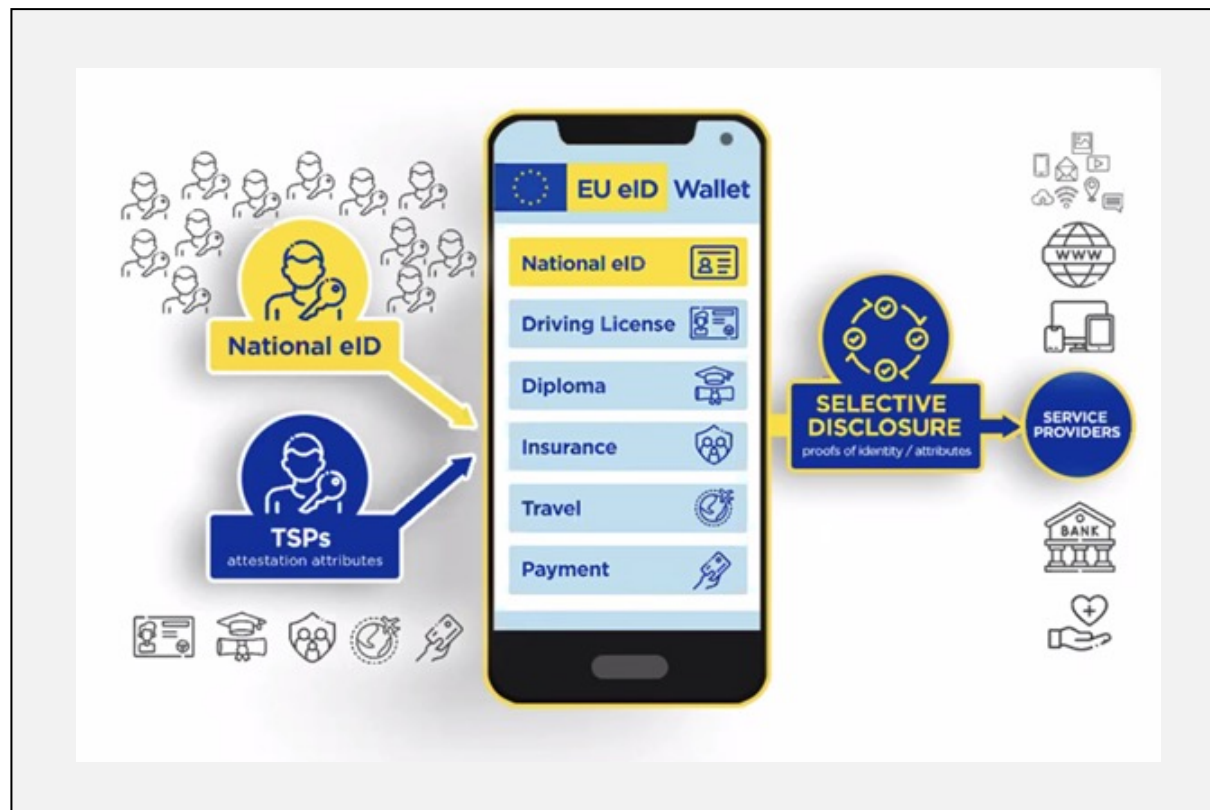 National eID
TSPs
attestation attributes
EU eID Wallet
National eID
Driving License
Diploma
Insurance
Travel
Payment
SELECTIVE
DISCLOSURE
proofs of identity / attributes
WWW
SERVICE
PROVIDERS
BANK